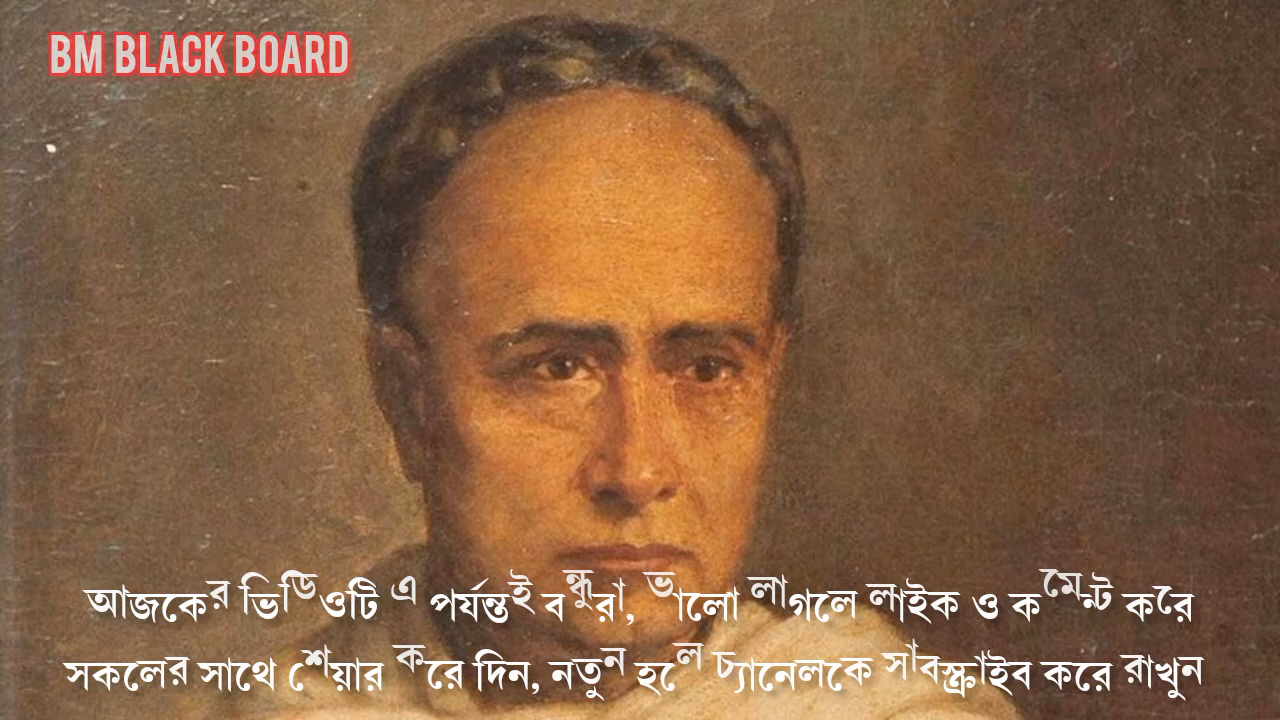 BM BLACK BOARD
আজকের ভিডিওটি এ পর্যন্তই বন্ধুরা, ভালো লাগলে লাইক ও কমেন্ট করে
সকলের সাথে শেয়ার করে দিন, নতুন হলে চ্যানেলকে সাবস্ক্রাইব করে রাখুন